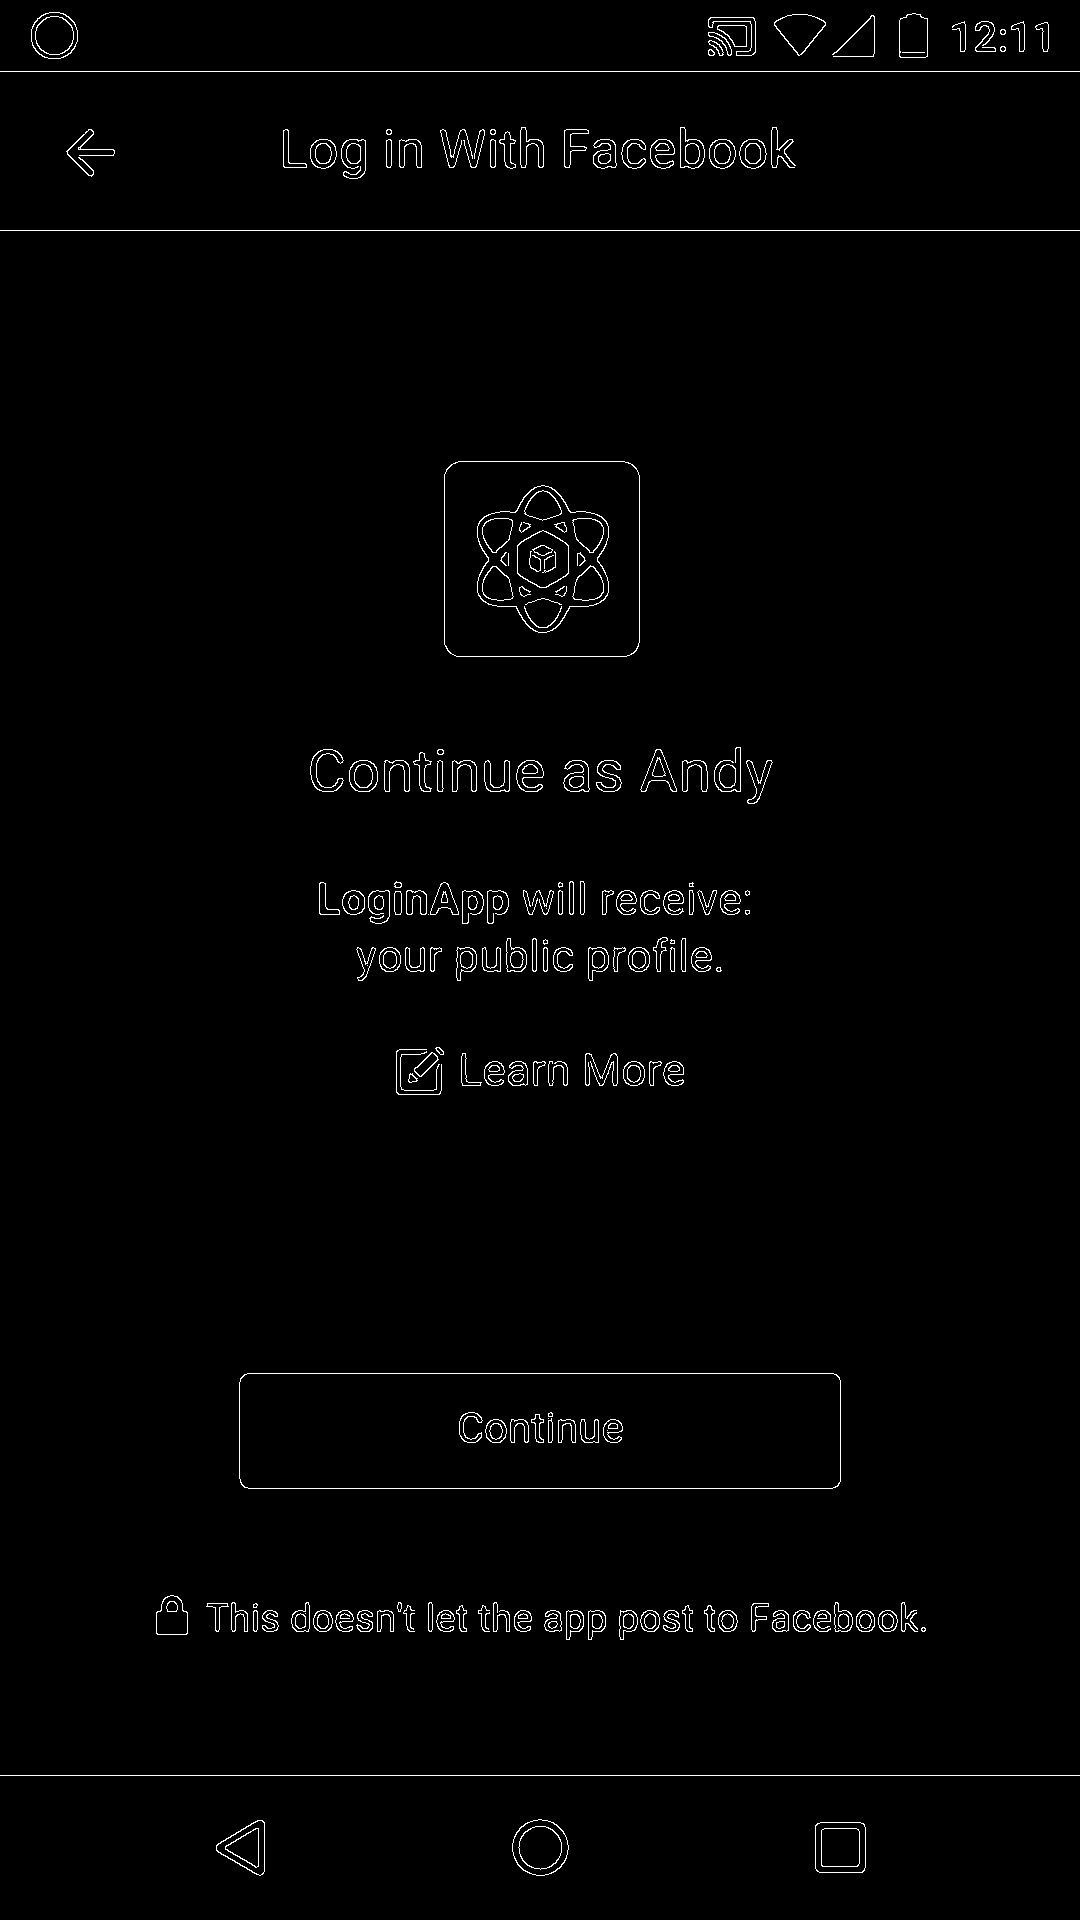 12:11
Log in With Facebook
Continue as Andy
LoginApp will receive:
your public profile.
Learn More
Continue
This doesn't let the app post to Facebook.